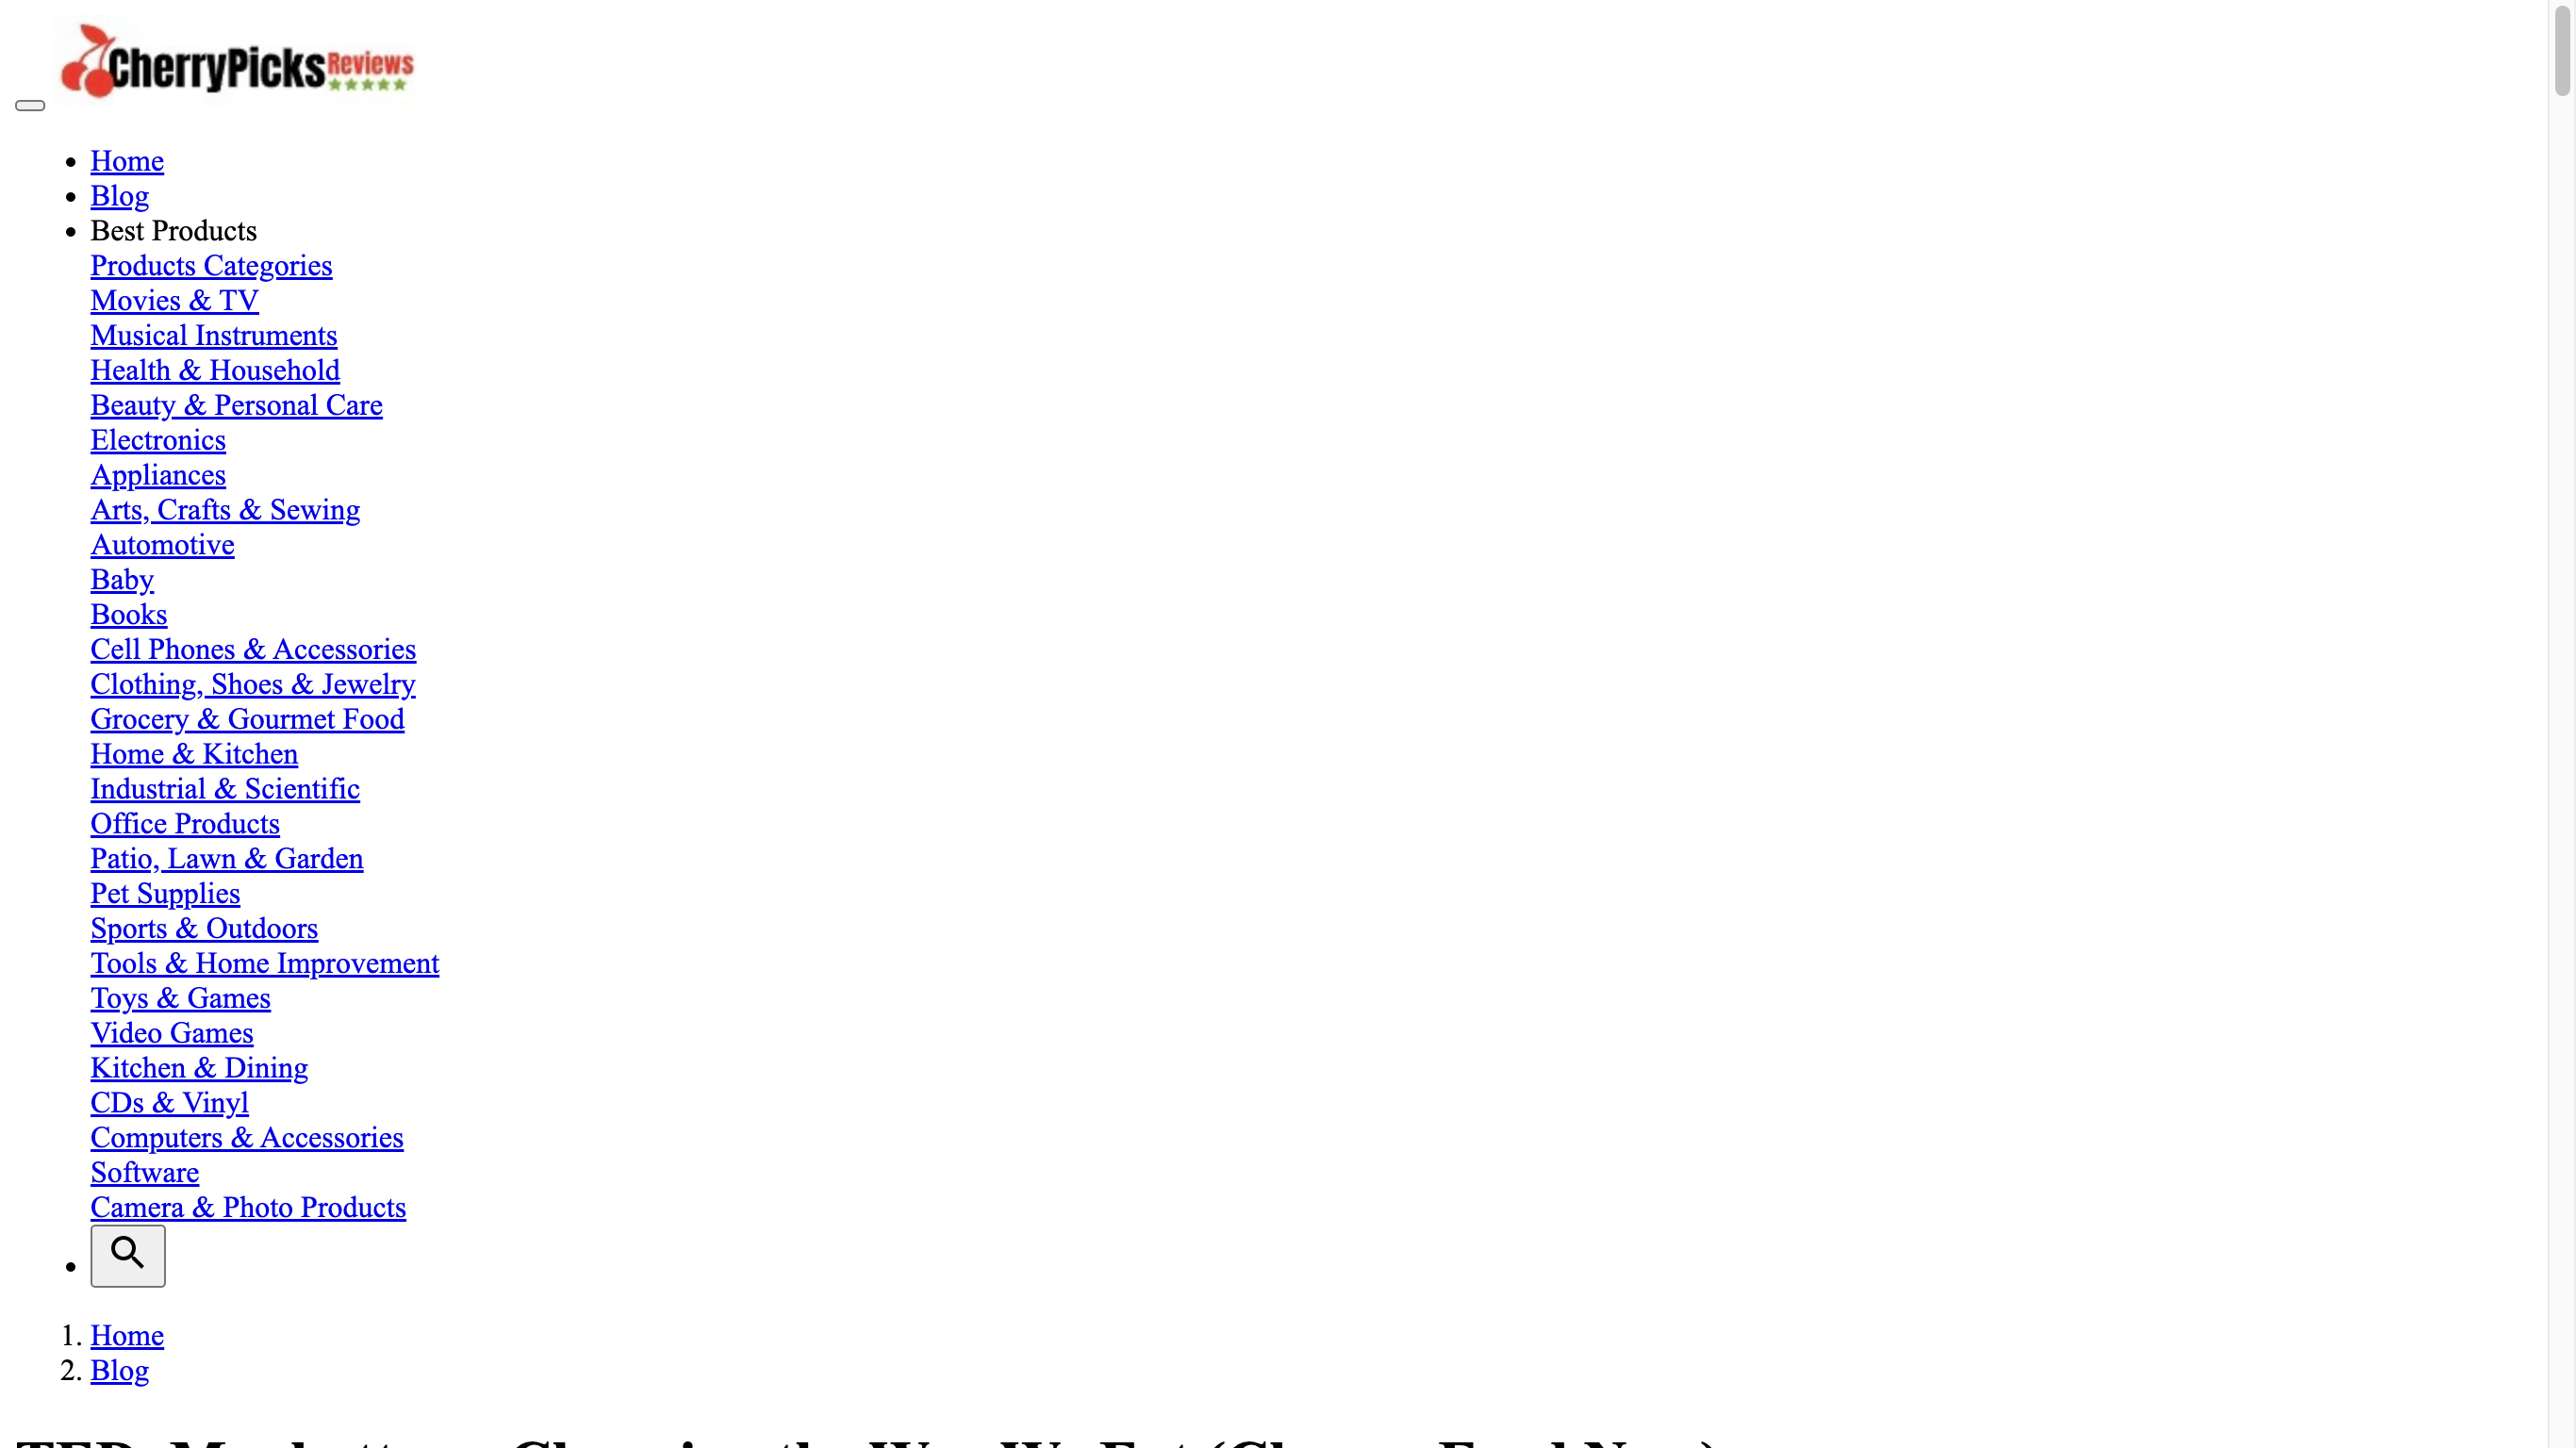 CherryPicks Reviews
Home
Blog
Best Products
Products Categories
Movies & TV
Musical Instruments
Health & Household
Beauty & Personal Care
Electronics
Appliances
Arts, Crafts & Sewing
Automotive
Baby
Books
Cell Phones & Accessories
Clothing, Shoes & Jewelry
Grocery & Gourmet Food
Home & Kitchen
Industrial & Scientific
Office Products
Patio, Lawn & Garden
Pet Supplies
Sports & Outdoors
Tools & Home Improvement
Toys & Games
Video Games
Kitchen & Dining
CDs & Vinyl
Computers & Accessories
Software
Camera & Photo Products
1. Home
2. Blog